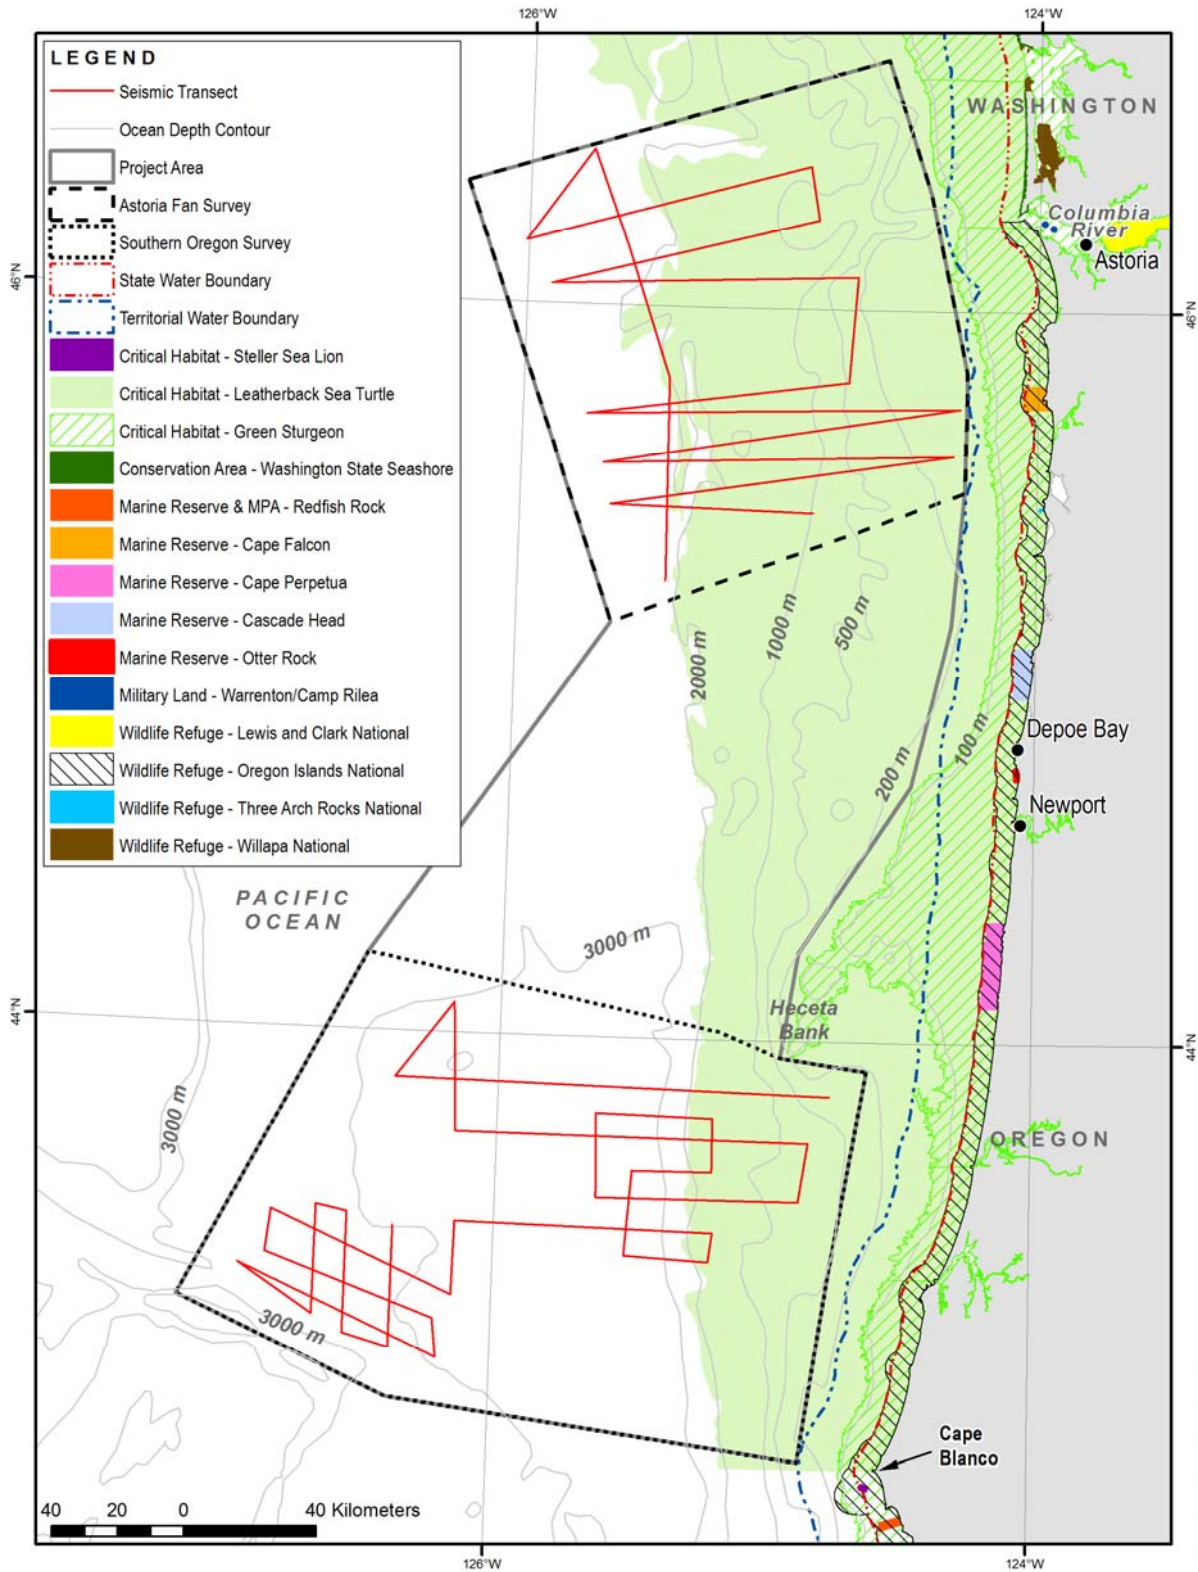 126°W
124°W
LEGEND
Seismic Transect
Ocean Depth Contour
Project Area
Astoria Fan Survey
Southern Oregon Survey
State Water Boundary
Territorial Water Boundary
Critical Habitat - Steller Sea Lion
Critical Habitat - Leatherback Sea Turtle
Critical Habitat - Green Sturgeon
Conservation Area - Washington State Seashore
Marine Reserve & MPA - Redfish Rock
Marine Reserve - Cape Falcon
Marine Reserve - Cape Perpetua
Marine Reserve - Cascade Head
Marine Reserve - Otter Rock
Military Land - Warrenton/Camp Rilea
Wildlife Refuge - Lewis and Clark National
Wildlife Refuge - Oregon Islands National
Wildlife Refuge - Three Arch Rocks National
Wildlife Refuge - Willapa National
WASHINGTON
Columbia
River
Astoria
46°N
46°N
2000 m
1000 m
500 m
200 m
100 m
Depoe Bay
Newport
PACIFIC
OCEAN
3000 m
Heceta
Bank
44°N
44°N
3000 m
OREGON
3000 m
Cape
Blanco
40 20 0 40 Kilometers
126°W
124°W